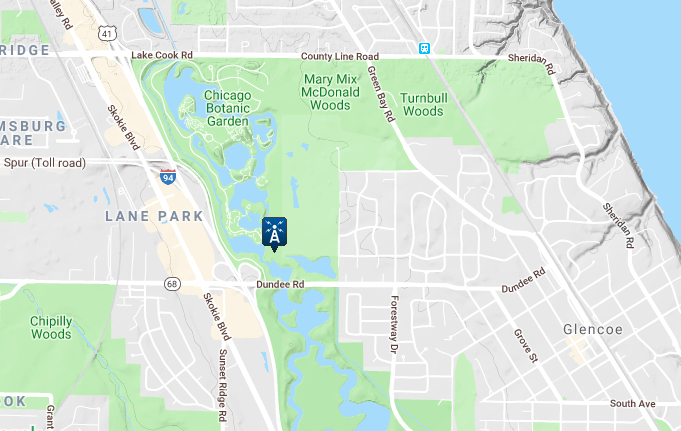 alley Rd
41
RIDGE
Lake Cook Rd
County Line Road
Sheridan Rd
Mary Mix
McDonald
Woods
Green Bay Rd
Turnbull
Woods
Chicago
Botanic
Garden
Skokie Blvd
MSBURG
ARE
Spur (Toll road)
94
LANE PARK
Sheridan Rd
A
68
Dundee Rd
Dundee Rd
Skokie Blvd
Chipilly
Woods
Forestway Dr
Grove St
Glencoe
Sunset Ridge Rd
OOK
Grant
South Ave